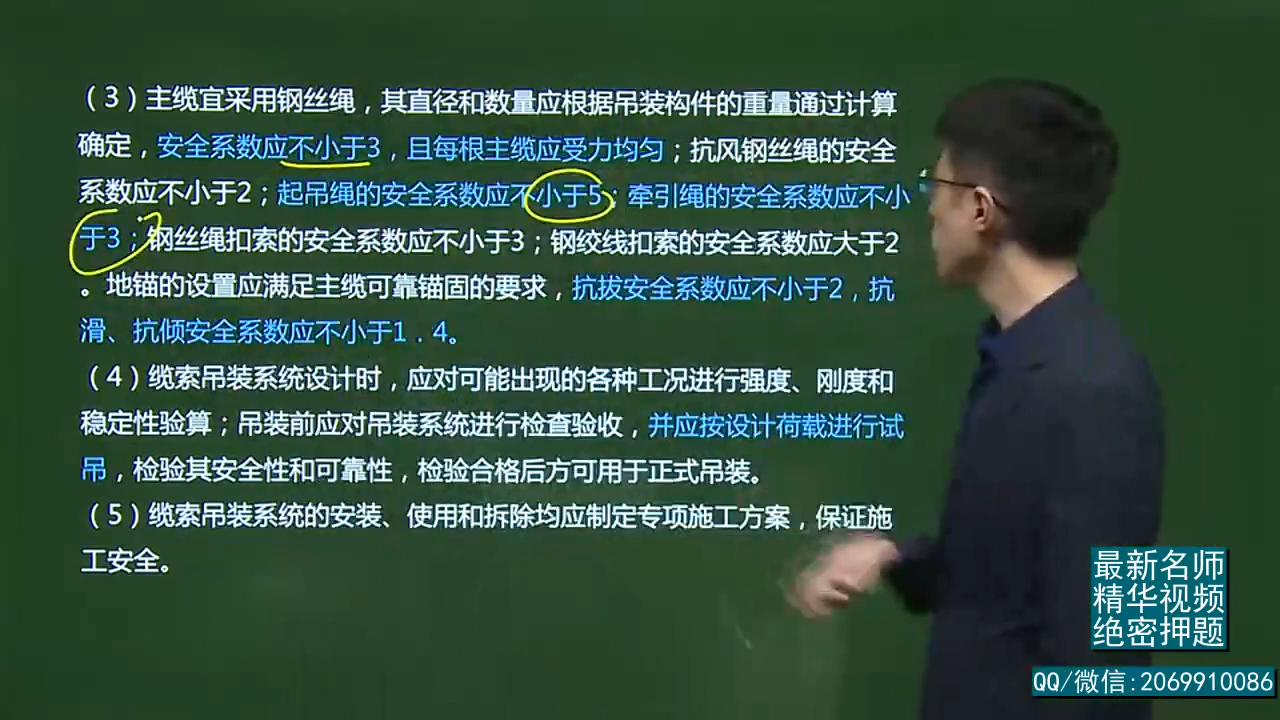 （3）主缆宜采用钢丝绳，其直径和数量应根据吊装构件的重量通过计算
确定，安全系数应不小于3，且每根主缆应受力均匀；抗风钢丝绳的安全
系数应不小于2；起吊绳的安全系数应不小于5；牵引绳的安全系数应不小
于3；钢丝绳扣索的安全系数应不小于3；钢绞线扣索的安全系数应大于2
。地锚的设置应满足主缆可靠锚固的要求，抗拔安全系数应不小于2，抗
滑、抗倾安全系数应不小于1．4。
（4）缆索吊装系统设计时，应对可能出现的各种工况进行强度、刚度和
稳定性验算；吊装前应对吊装系统进行检查验收，并应按设计荷载进行试
吊，检验其安全性和可靠性，检验合格后方可用于正式吊装。
（5）缆索吊装系统的安装、使用和拆除均应制定专项施工方案，保证施
工安全。
最新名师
精华视频
绝密押题
QQ/微信:2069910086